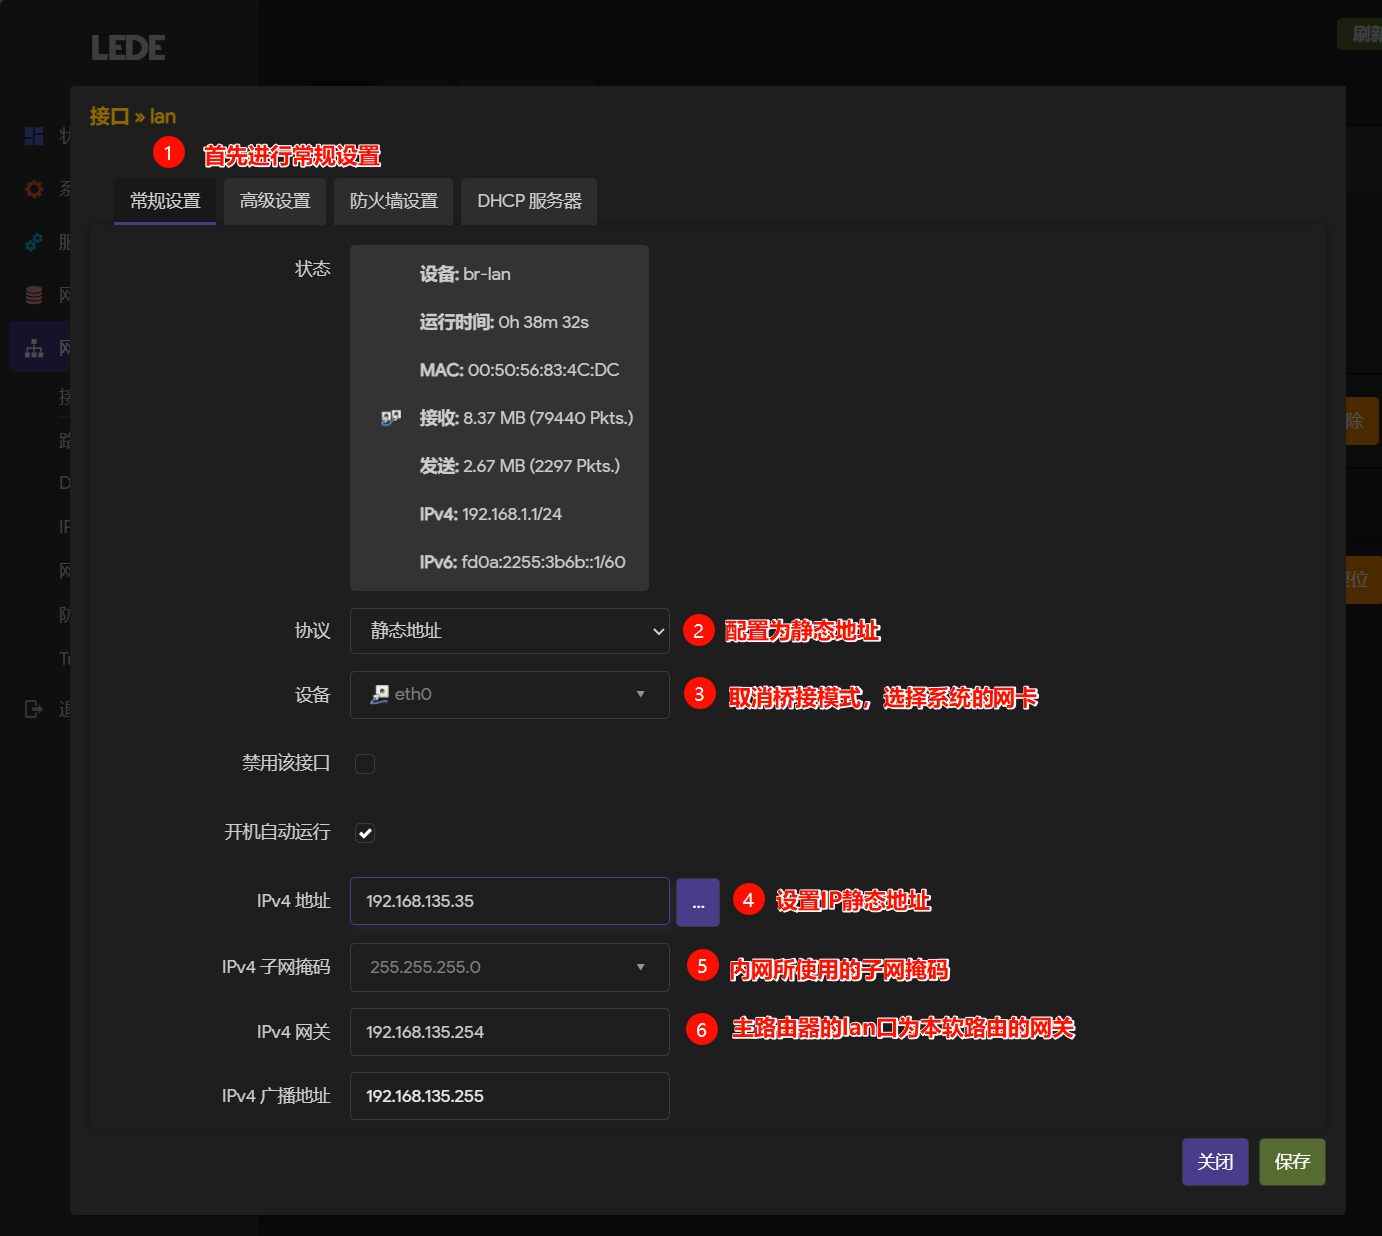 LEDE
刷新
接口 » lan
1 首先进行常规设置
常规设置 高级设置 防火墙设置 DHCP 服务器
状态
设备: br-lan
运行时间: 0h 38m 32s
MAC: 00:50:56:83:4C:DC
接收: 8.37 MB (79440 Pkts.)
发送: 2.67 MB (2297 Pkts.)
IPv4: 192.168.1.1/24
IPv6: fd0a:2255:3b6b::1/60
协议 静态地址 2 配置为静态地址
设备 eth0 3 取消桥接模式，选择系统的网卡
禁用该接口
开机自动运行
IPv4 地址 192.168.135.35 ... 4 设置IP静态地址
IPv4 子网掩码 255.255.255.0 5 内网所使用的子网掩码
IPv4 网关 192.168.135.254 6 主路由器的lan口为本软路由的网关
IPv4 广播地址 192.168.135.255
关闭 保存